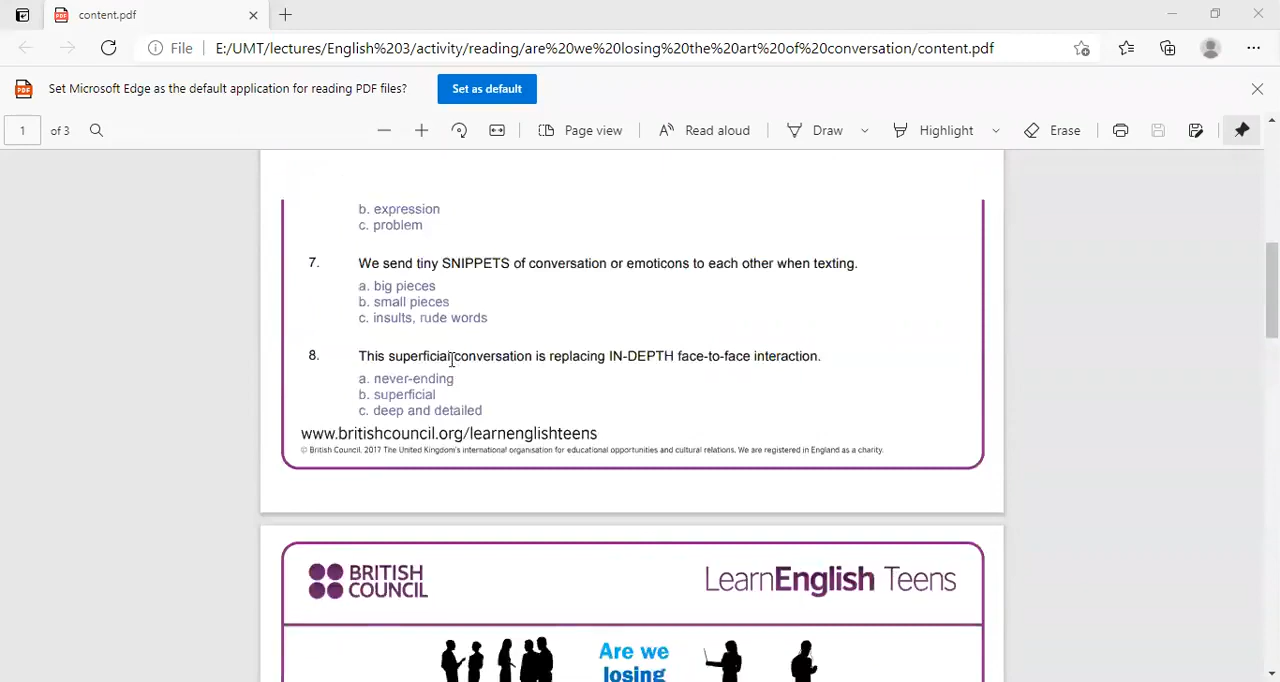 content.pdf
File
E:/UMT/lectures/English%203/activity/reading/are%20we%20losing%20the%20art%20of%20conversation/content.pdf
Set Microsoft Edge as the default application for reading PDF files?
Set as default
1 of 3
Page view
Read aloud
Draw
Highlight
Erase
b. expression
c. problem
7. We send tiny SNIPPETS of conversation or emoticons to each other when texting.
a. big pieces
b. small pieces
c. insults, rude words
8. This superficial conversation is replacing IN-DEPTH face-to-face interaction.
a. never-ending
b. superficial
c. deep and detailed
www.britishcouncil.org/learnenglishteens
© British Council, 2017 The United Kingdom's international organisation for educational opportunities and cultural relations. We are registered in England as a charity.
BRITISH
COUNCIL
LearnEnglish Teens
Are we
losing